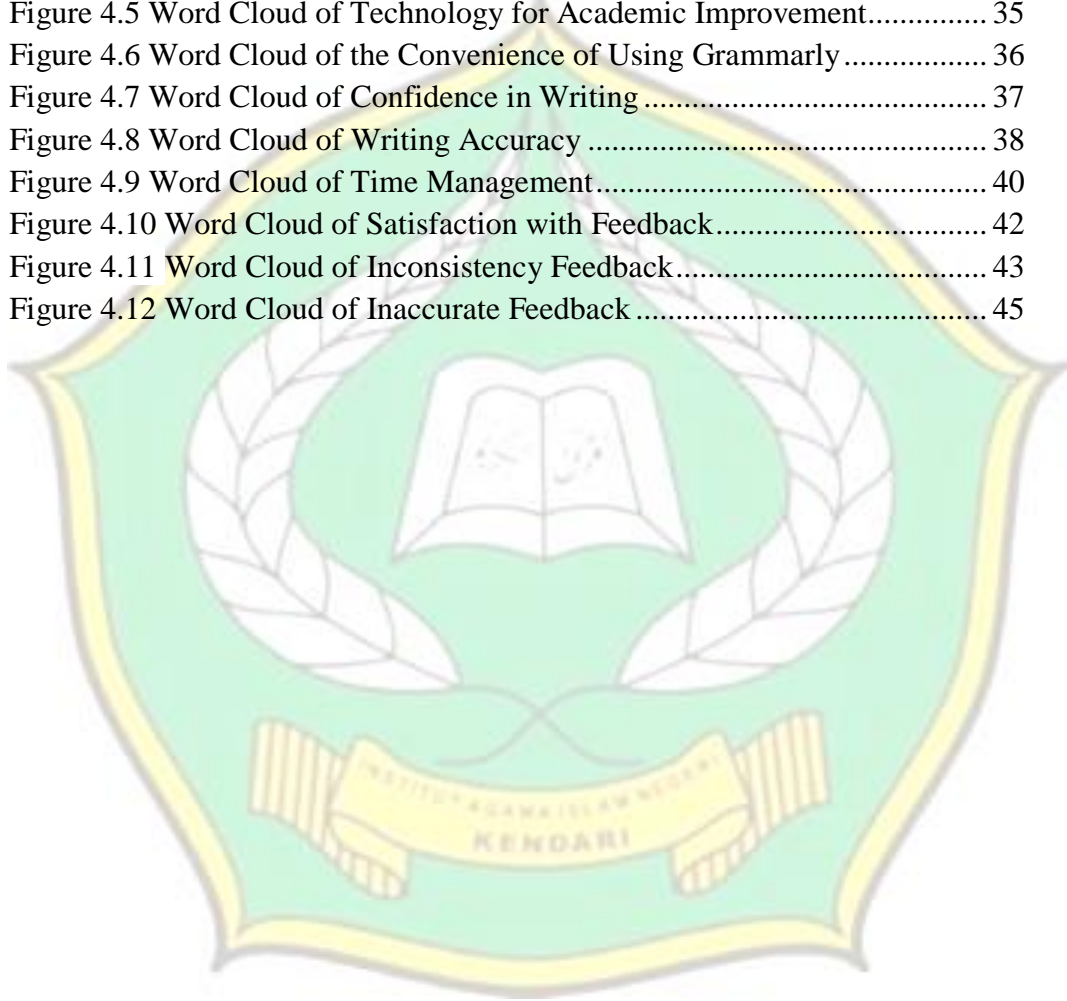 Figure 4.5 Word Cloud of Technology for Academic Improvement............... 35
Figure 4.6 Word Cloud of the Convenience of Using Grammarly................. 36
Figure 4.7 Word Cloud of Confidence in Writing.......................................... 37
Figure 4.8 Word Cloud of Writing Accuracy ................................................ 38
Figure 4.9 Word Cloud of Time Management............................................... 40
Figure 4.10 Word Cloud of Satisfaction with Feedback................................. 42
Figure 4.11 Word Cloud of Inconsistency Feedback...................................... 43
Figure 4.12 Word Cloud of Inaccurate Feedback........................................... 45
INSTITUT AGAMA ISLAM NEGERI
KENDARI